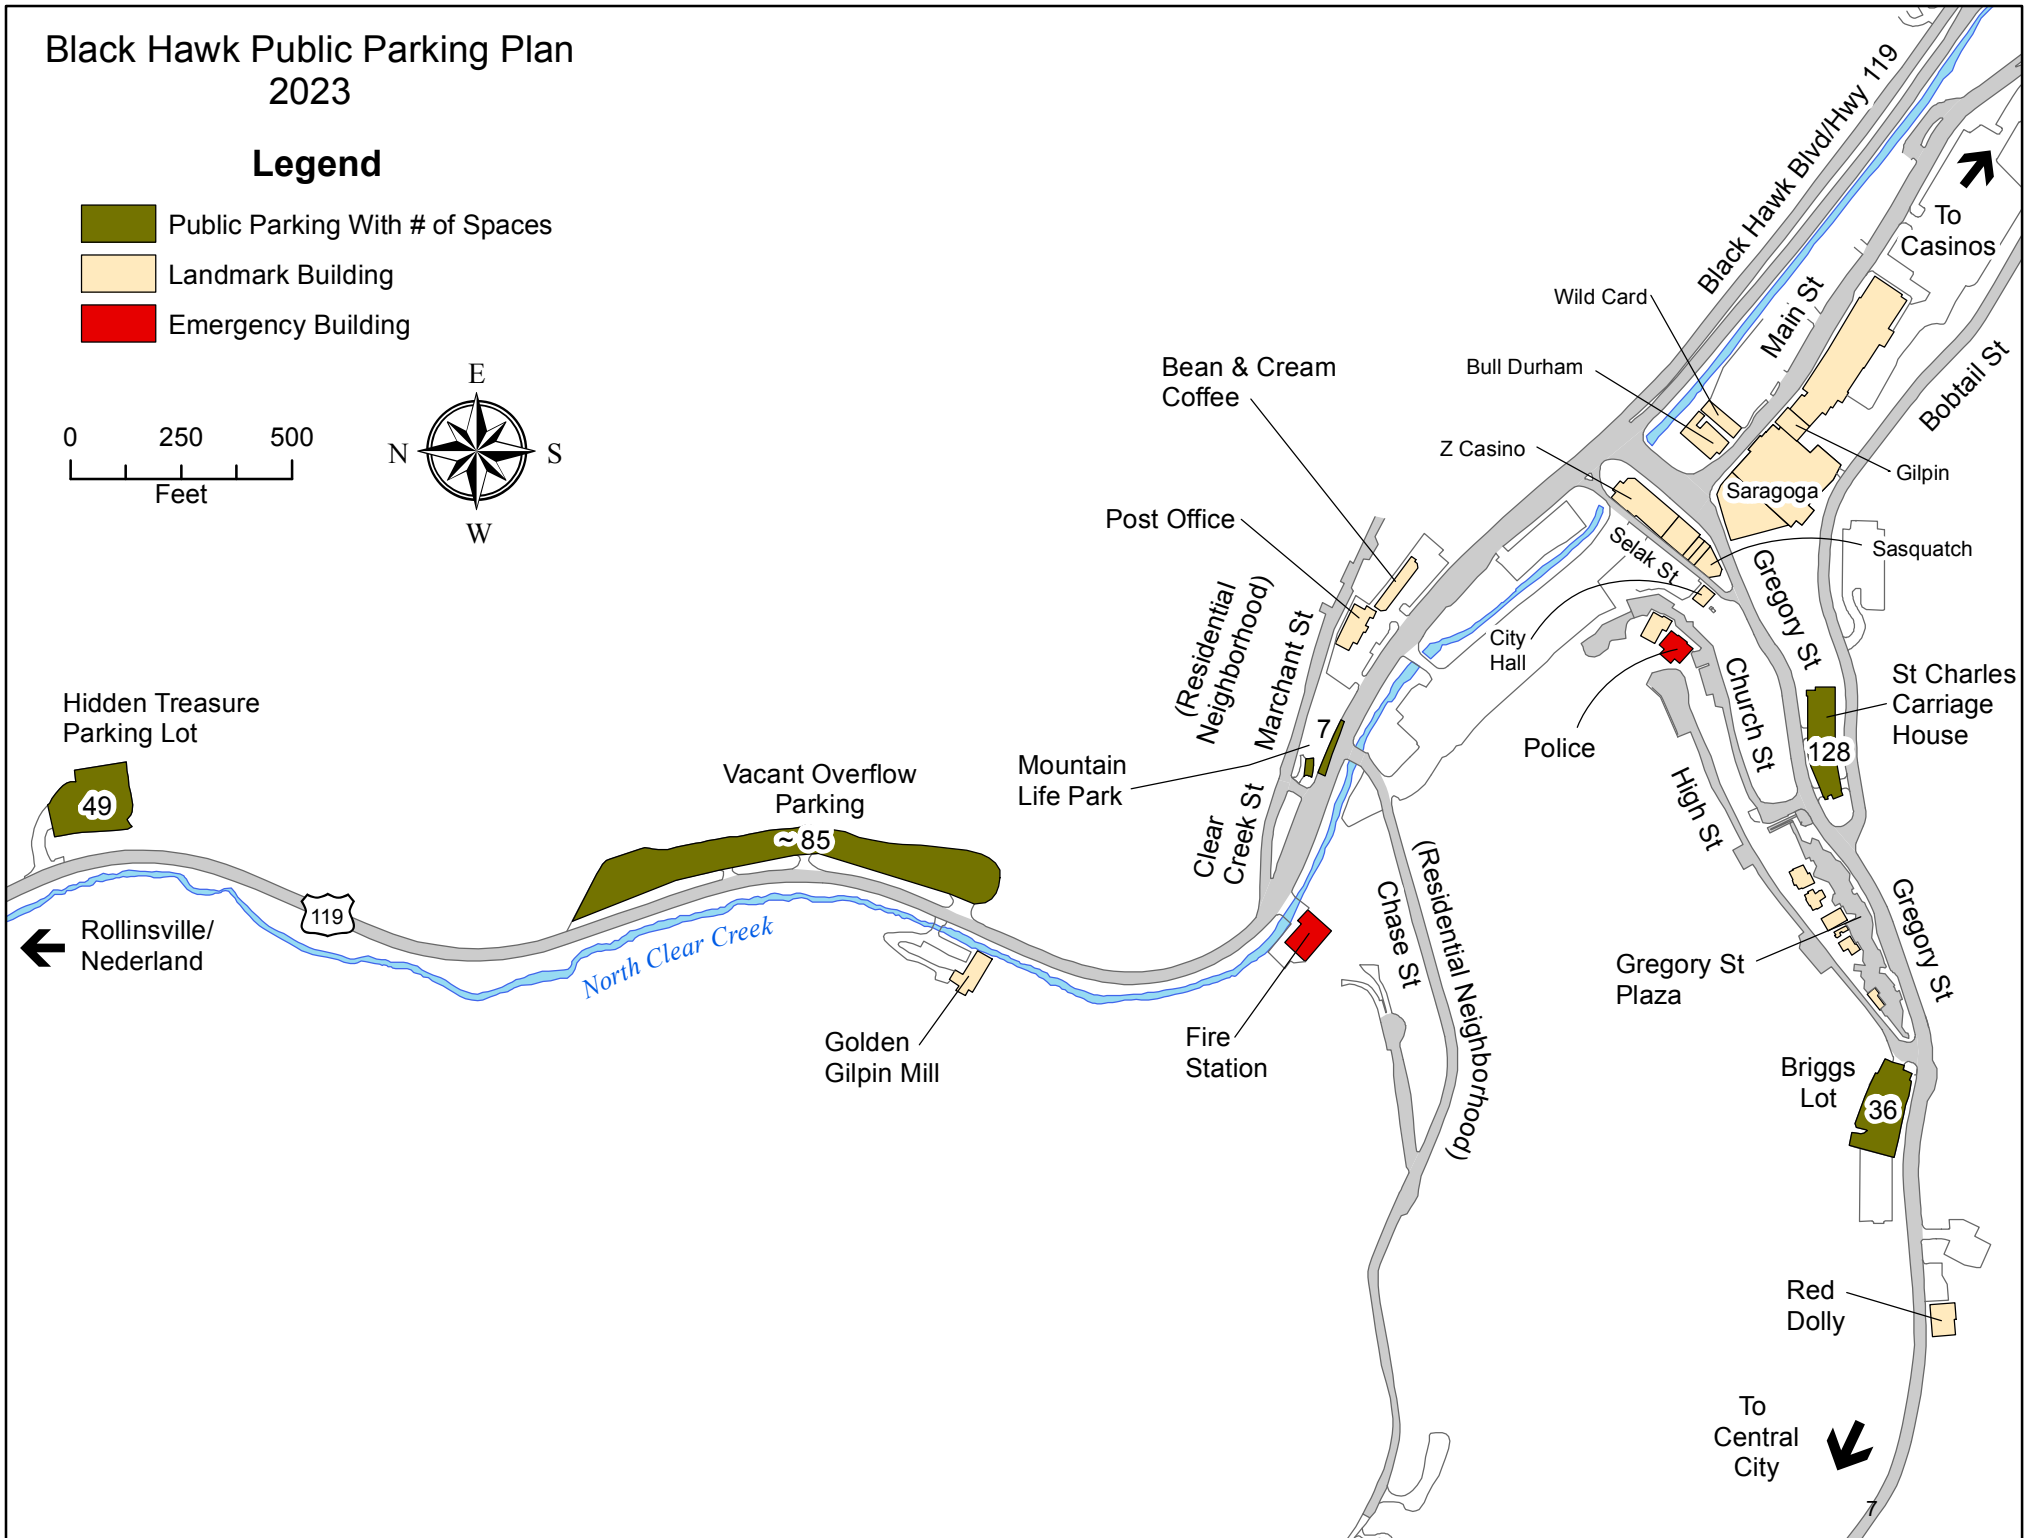 Black Hawk Public Parking Plan
2023
Legend
Public Parking With # of Spaces
Landmark Building
Emergency Building
0 250 500
Feet
E
N S
W
Black Hawk Blvd/Hwy 119
To
Casinos
Main St
Wild Card
Bull Durham
Z Casino
Bobtail St
Gilpin
Saragoga
Sasquatch
Selak St
Gregory St
Bean & Cream
Coffee
Post Office
(Residential
Neighborhood)
Marchant St
City
Hall
Police
Church St
High St
St Charles
Carriage
House
128
Hidden Treasure
Parking Lot
49
Vacant Overflow
Parking
~85
Mountain
Life Park
7
Clear
Creek St
119
Rollinsville/
Nederland
North Clear Creek
Golden
Gilpin Mill
Fire
Station
Chase St
(Residential Neighborhood)
Gregory St
Plaza
Gregory St
Briggs
Lot
36
Red
Dolly
To
Central
City
7